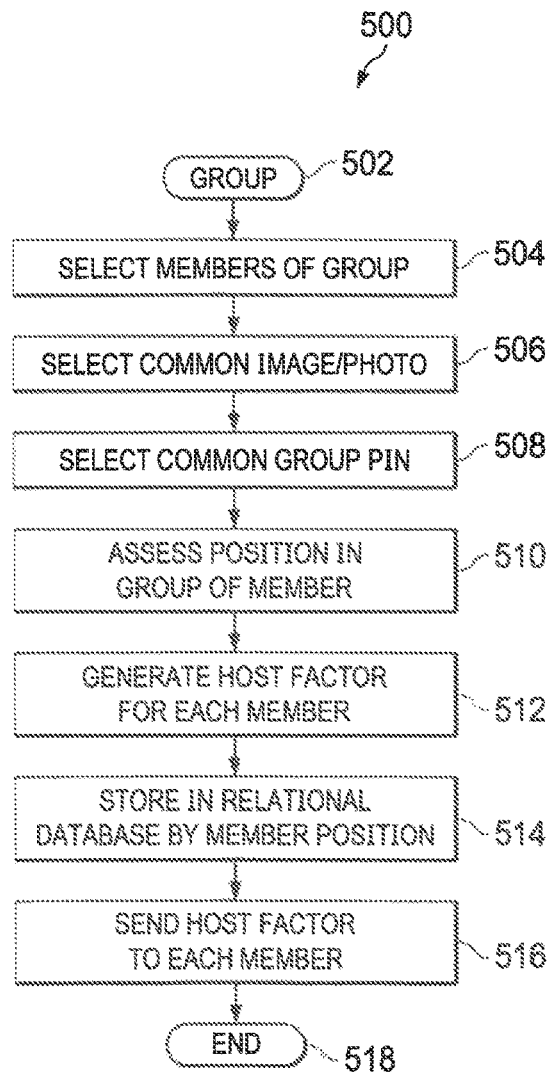 500
GROUP
502
SELECT MEMBERS OF GROUP
504
SELECT COMMON IMAGE/PHOTO
506
SELECT COMMON GROUP PIN
508
ASSESS POSITION IN
GROUP OF MEMBER
510
GENERATE HOST FACTOR
FOR EACH MEMBER
512
STORE IN RELATIONAL
DATABASE BY MEMBER POSITION
514
SEND HOST FACTOR
TO EACH MEMBER
516
END
518